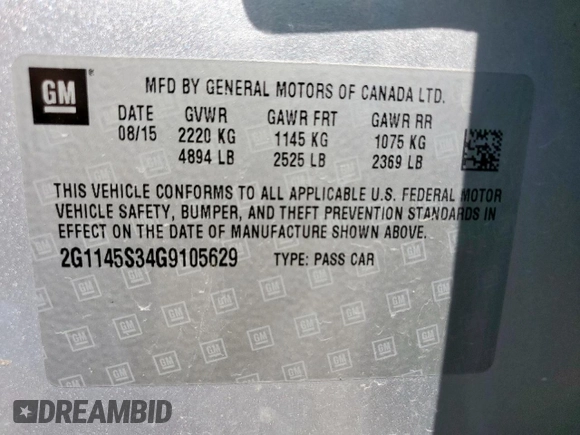 GM
MFD BY GENERAL MOTORS OF CANADA LTD.
DATE GVWR GAWR FRT GAWR RR
08/15 2220 KG 1145 KG 1075 KG
4894 LB 2525 LB 2369 LB
THIS VEHICLE CONFORMS TO ALL APPLICABLE U.S. FEDERAL MOTOR
VEHICLE SAFETY, BUMPER, AND THEFT PREVENTION STANDARDS IN
EFFECT ON THE DATE OF MANUFACTURE SHOWN ABOVE.
2G1145S34G9105629 TYPE: PASS CAR
DREAMBID